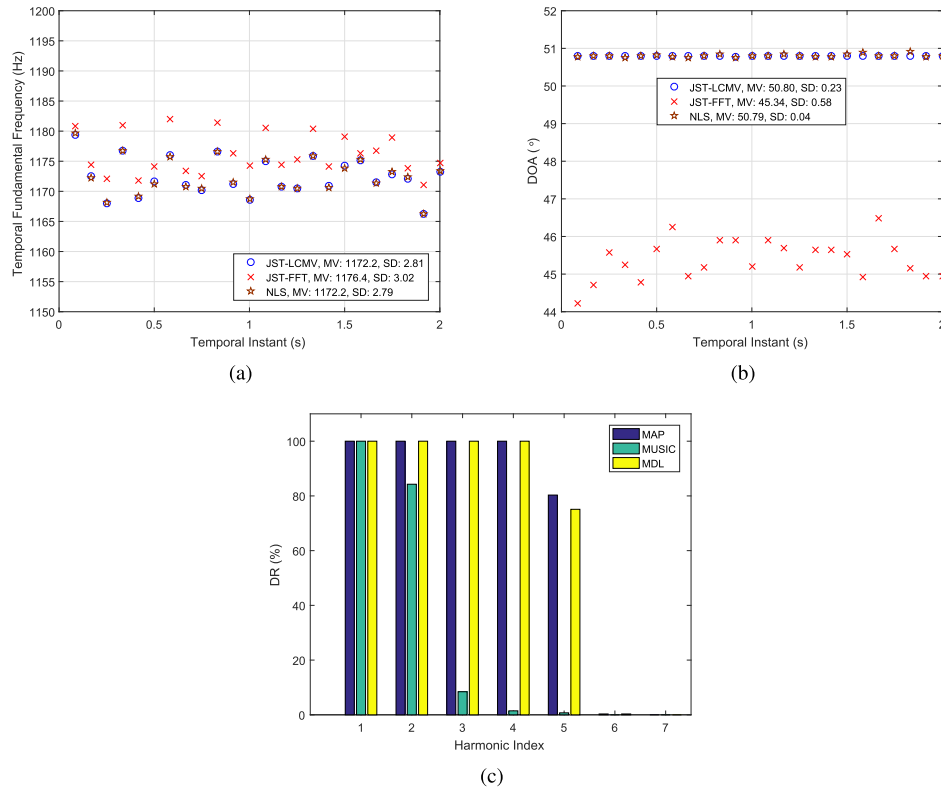 1200
1190
1180
1175
1170
1165
1160
1155
1150
Temporal Fundamental Frequency (Hz)
JST-LCMV, MV: 1172.2, SD: 2.81
JST-FFT, MV: 1176.4, SD: 3.02
NLS, MV: 1172.2, SD: 2.79
0
0.5
1
1.5
2
Temporal Instant (s)
(a)
52
51
50
49
48
47
46
45
44
DOA (°)
JST-LCMV, MV: 50.80, SD: 0.23
JST-FFT, MV: 45.34, SD: 0.58
NLS, MV: 50.79, SD: 0.04
0
0.5
1
1.5
2
Temporal Instant (s)
(b)
100
80
60
40
20
0
DR (%)
MAP
MUSIC
MDL
1
2
3
4
5
6
7
Harmonic Index
(c)